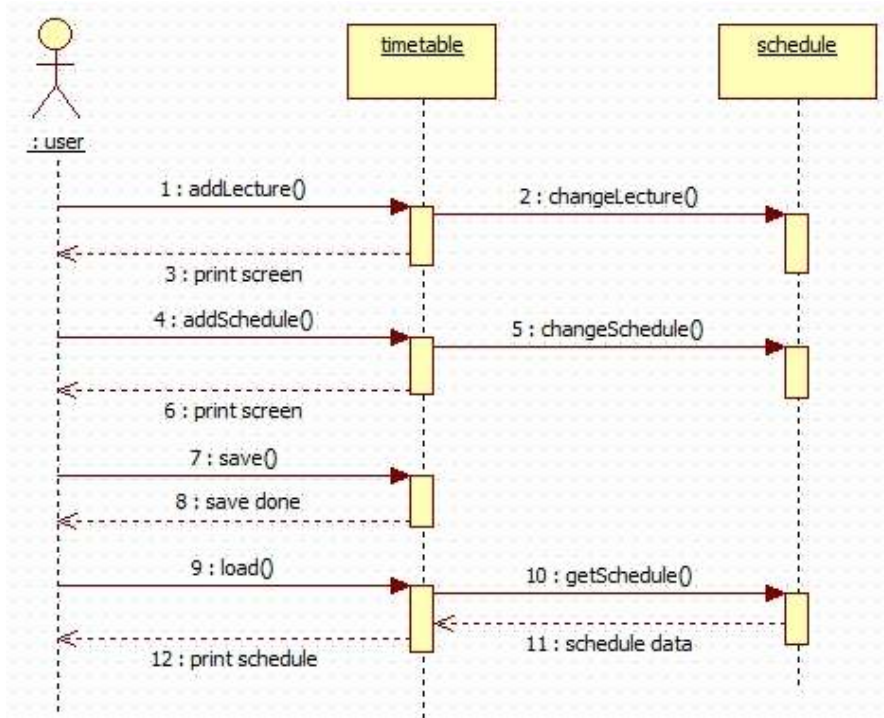 timetable
schedule
: user
1 : addLecture()
2 : changeLecture()
3 : print screen
4 : addSchedule()
5 : changeSchedule()
6 : print screen
7 : save()
8 : save done
9 : load()
10 : getSchedule()
11 : schedule data
12 : print schedule